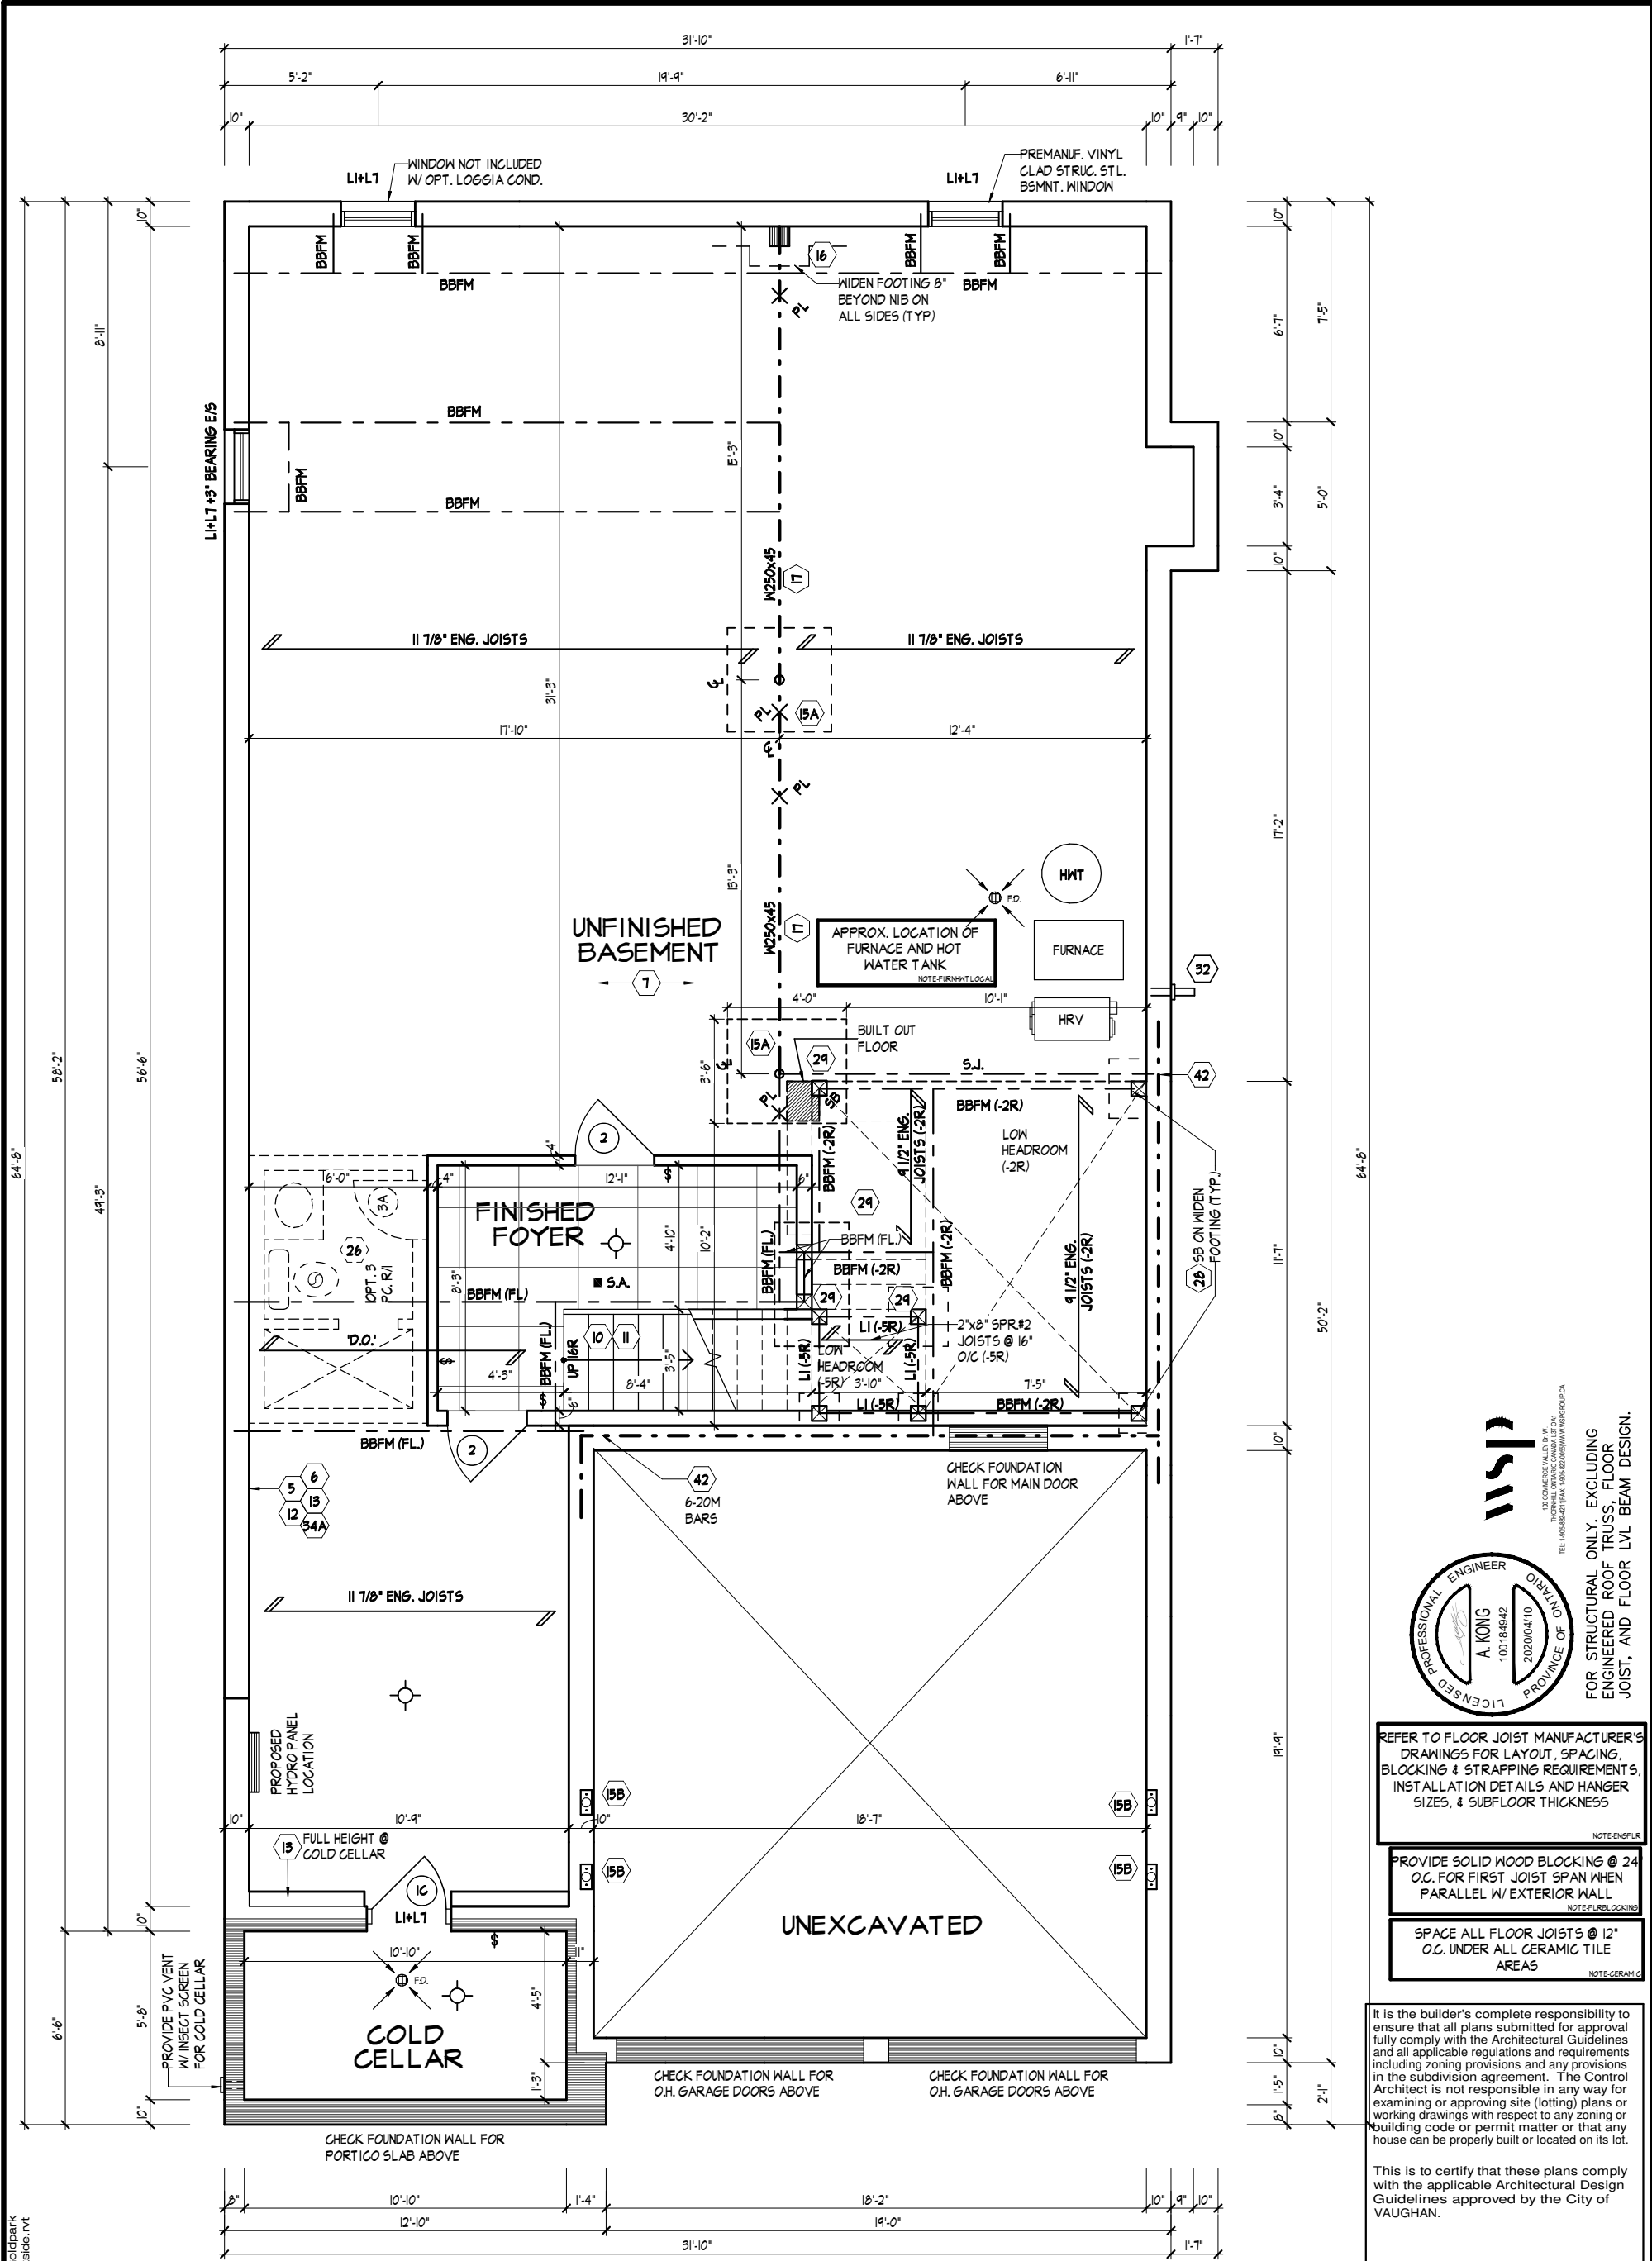 31'-10"
1'-7"
5'-2"
19'-9"
6'-11"
10"
30'-2"
10"
9"
10"
WINDOW NOT INCLUDED
W/ OPT. LOGGIA COND.
L1+L7
PREMANUF. VINYL
CLAD STRUC. STL.
BSMNT. WINDOW
L1+L7
BBFM
BBFM
BBFM
BBFM
BBFM
BBFM
16
WIDEN FOOTING 8"
BEYOND NIB ON
ALL SIDES (TYP)
PL
10"
8'-11"
10"
6'-7"
7'-5"
L1+L7 +3" BEARING E/S
BBFM
BBFM
BBFM
15'-3"
10"
3'-4"
5'-0"
10"
W250x45
17
11 7/8" ENG. JOISTS
11 7/8" ENG. JOISTS
31'-3"
PL
15A
17'-10"
12'-4"
PL
17'-2"
13'-3"
HWT
F.D.
UNFINISHED
BASEMENT
7
W250x45
17
APPROX. LOCATION OF
FURNACE AND HOT
WATER TANK
NOTE-FURNHWT LOCAL
FURNACE
32
4'-0"
10'-1"
HRV
BUILT OUT
FLOOR
15A
29
3'-6"
S.J.
42
PL
SB
BBFM (-2R)
BBFM (-2R)
9 1/2" ENG.
JOISTS (-2R)
LOW
HEADROOM
(-2R)
58'-2"
56'-6"
64'-8"
49'-3"
64'-8"
11'-7"
50'-2"
2
4"
6'-0"
4"
12'-1"
6"
3A
26
OPT. 3
PC. R/I
FINISHED
FOYER
S.A.
8'-3"
4'-10"
10'-2"
29
BBFM (FL.)
BBFM (FL.)
BBFM (-2R)
BBFM (-2R)
9 1/2" ENG.
JOISTS (-2R)
28
SB ON WIDEN
FOOTING (TYP.)
BBFM (FL)
29
29
10
11
L1 (-5R)
2"x8" SPR.#2
JOISTS @ 16"
O/C (-5R)
'D.O.'
BBFM (FL.)
UP 16R
3'-5"
L1 (-5R)
LOW
HEADROOM
(-5R)
L1 (-5R)
4'-3"
8'-4"
3'-10"
7'-5"
6"
L1 (-5R)
BBFM (-2R)
BBFM (FL.)
2
10"
5
6
13
12
34A
42
6-20M
BARS
CHECK FOUNDATION
WALL FOR MAIN DOOR
ABOVE
11 7/8" ENG. JOISTS
PROPOSED
HYDRO PANEL
LOCATION
19'-9"
15B
15B
10"
10'-9"
10"
18'-7"
13
FULL HEIGHT @
COLD CELLAR
15B
15B
1C
L1+L7
10"
UNEXCAVATED
10'-10"
11"
F.D.
4'-5"
COLD
CELLAR
PROVIDE PVC VENT
W/ INSECT SCREEN
FOR COLD CELLAR
6'-6"
5'-8"
1'-3"
10"
10"
1'-5"
8"
2'-1"
CHECK FOUNDATION WALL FOR
O.H. GARAGE DOORS ABOVE
CHECK FOUNDATION WALL FOR
O.H. GARAGE DOORS ABOVE
CHECK FOUNDATION WALL FOR
PORTICO SLAB ABOVE
8"
10'-10"
1'-4"
18'-2"
10"
9"
10"
12'-10"
19'-0"
31'-10"
1'-7"
wsp
100 COMMERCE VALLEY Dr. W.
LICENSED PROFESSIONAL ENGINEER
A. KONG
100184942
2020/04/10
PROVINCE OF ONTARIO
FOR STRUCTURAL ONLY. EXCLUDING
ENGINEERED ROOF TRUSS, FLOOR
JOIST, AND FLOOR LVL BEAM DESIGN.
REFER TO FLOOR JOIST MANUFACTURER'S
DRAWINGS FOR LAYOUT, SPACING,
BLOCKING & STRAPPING REQUIREMENTS,
INSTALLATION DETAILS AND HANGER
SIZES, & SUBFLOOR THICKNESS
NOTE-ENGFLR
PROVIDE SOLID WOOD BLOCKING @ 24
O.C. FOR FIRST JOIST SPAN WHEN
PARALLEL W/ EXTERIOR WALL
NOTE-FLRBLOCKING
SPACE ALL FLOOR JOISTS @ 12"
O.C. UNDER ALL CERAMIC TILE
AREAS
NOTE-CERAMIC
It is the builder's complete responsibility to
ensure that all plans submitted for approval
fully comply with the Architectural Guidelines
and all applicable regulations and requirements
including zoning provisions and any provisions
in the subdivision agreement. The Control
Architect is not responsible in any way for
examining or approving site (lotting) plans or
working drawings with respect to any zoning or
building code or permit matter or that any
house can be properly built or located on its lot.
This is to certify that these plans comply
with the applicable Architectural Design
Guidelines approved by the City of
VAUGHAN.
oldpark
side.rvt